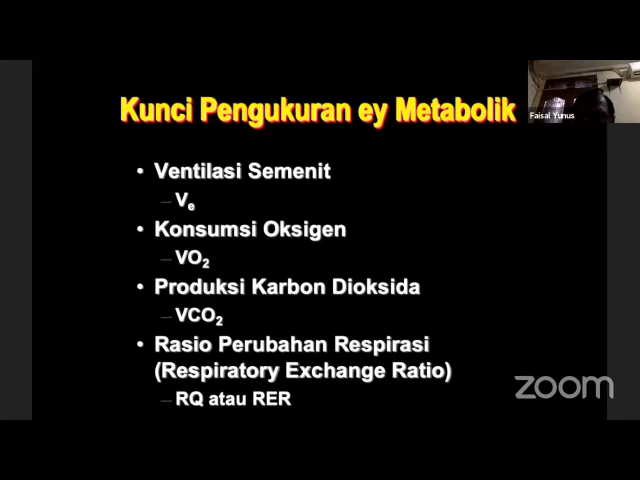 Kunci Pengukuran ey Metabolik
Faisal Yunus
• Ventilasi Semenit
– Ve
• Konsumsi Oksigen
– VO2
• Produksi Karbon Dioksida
– VCO2
• Rasio Perubahan Respirasi
(Respiratory Exchange Ratio)
– RQ atau RER
zoom